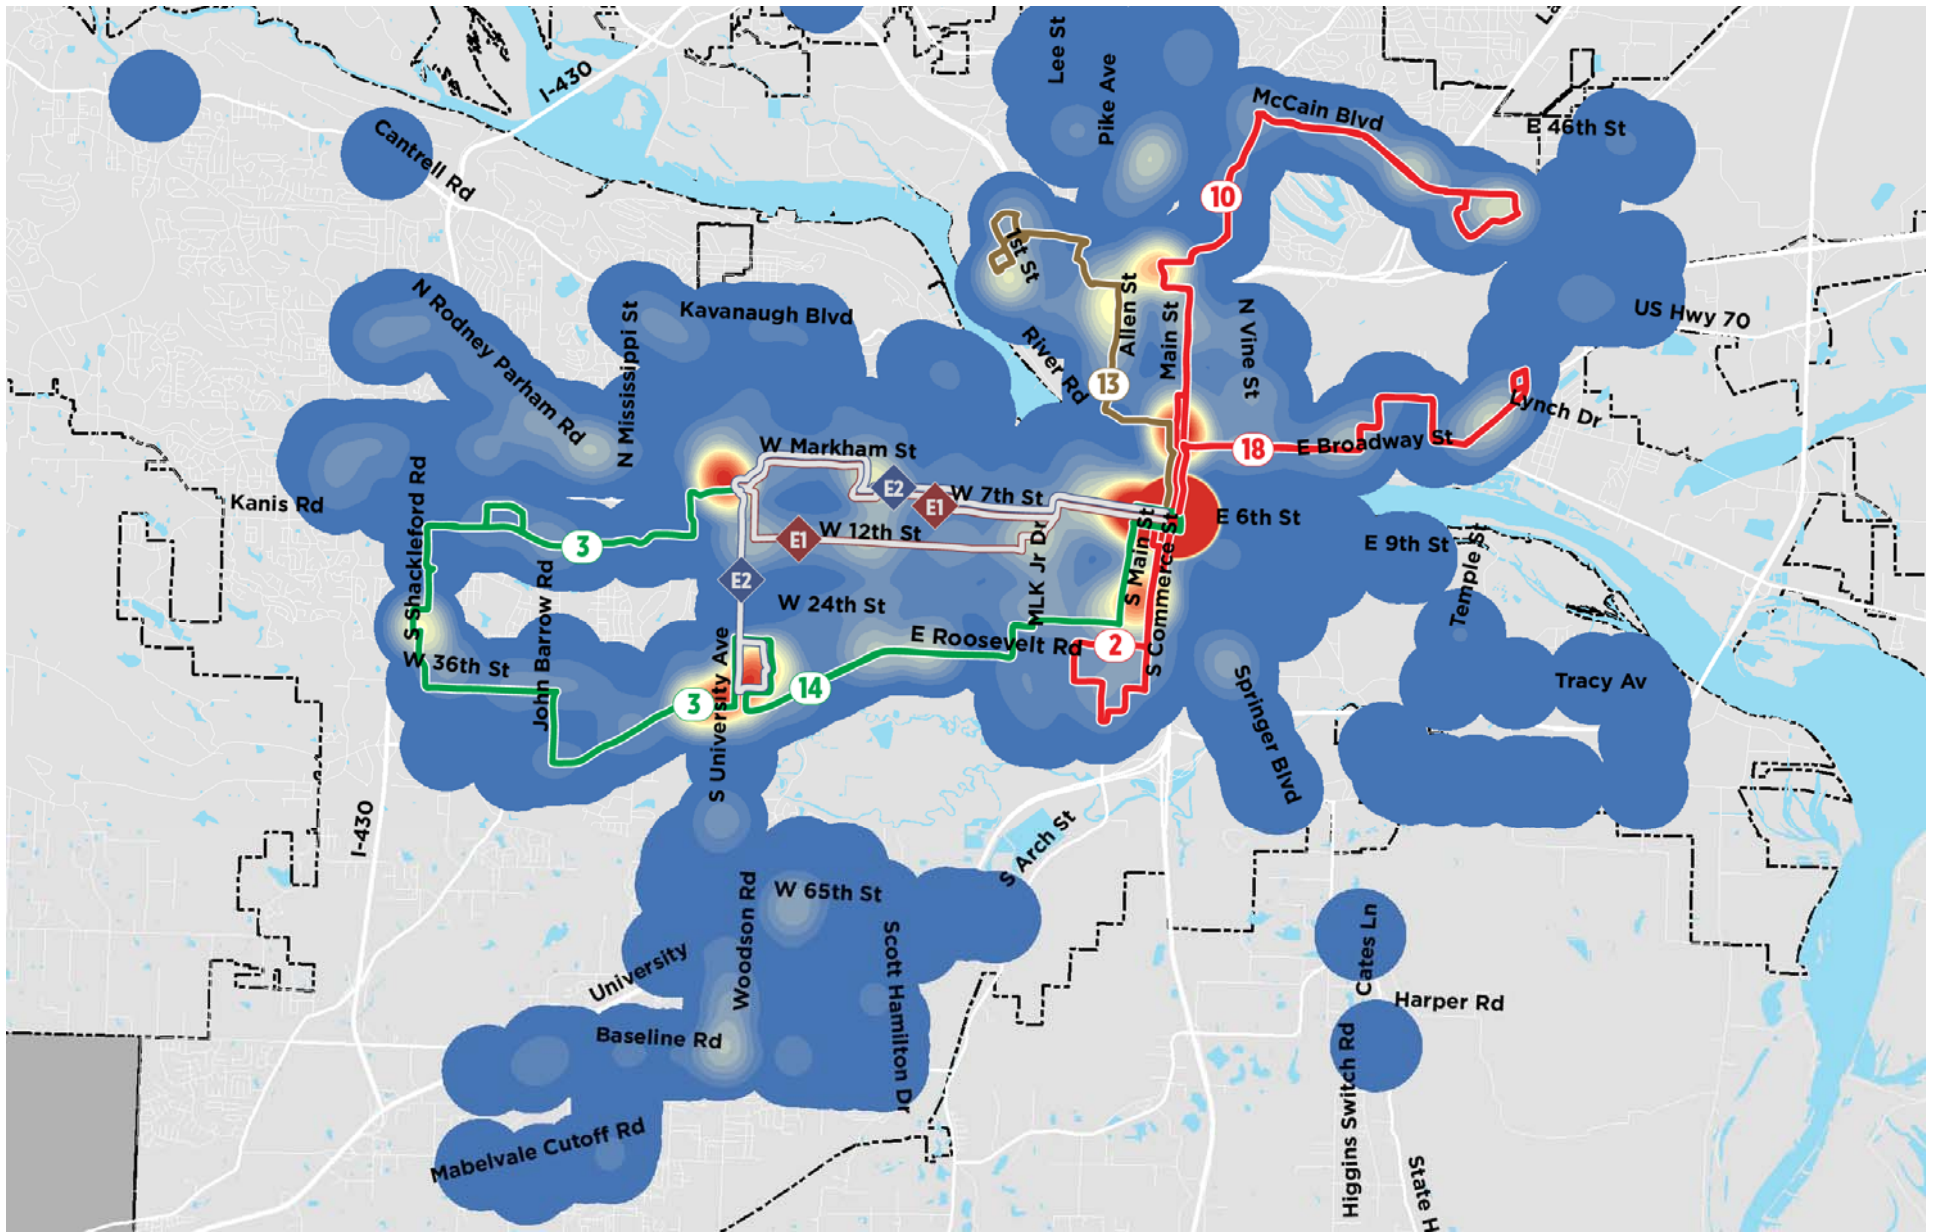 Lee St
La
I-430
Pike Ave
McCain Blvd
E 46th St
Cantrell Rd
10
1st St
N Rodney Parham Rd
N Mississippi St
Kavanaugh Blvd
Allen St
Main St
N Vine St
US Hwy 70
River Rd
13
Lynch Dr
W Markham St
18
E Broadway St
S Shackleford Rd
E2
W 7th St
E1
Kanis Rd
E 6th St
3
E1
W 12th St
MLK Jr Dr
S Main St
S Commerce St
E 9th St
Temple St
John Barrow Rd
E2
W 24th St
E Roosevelt Rd
2
W 36th St
3
14
S University Ave
Springer Blvd
Tracy Av
I-430
S Arch St
W 65th St
Woodson Rd
Scott Hamilton Dr
University
Cates Ln
Harper Rd
Baseline Rd
Higgins Switch Rd
Mabelvale Cutoff Rd
State H